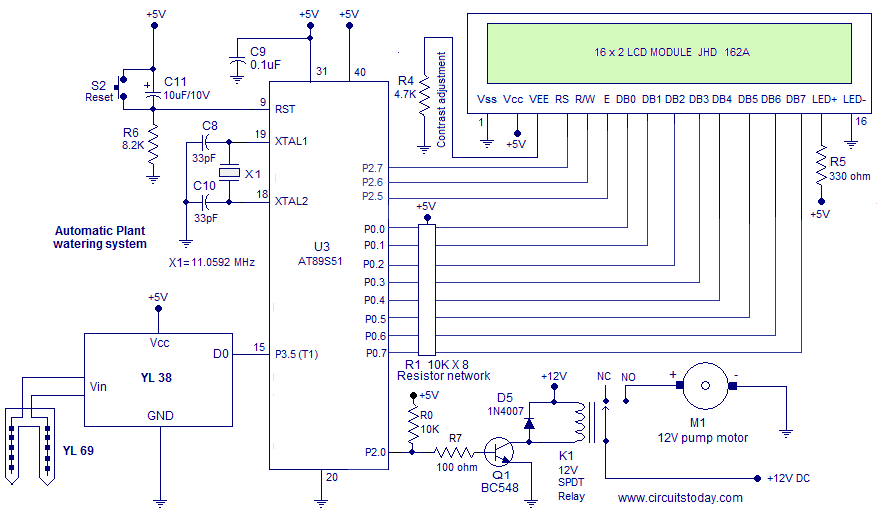 +5V
+5V
+5V
16 x 2 LCD MODULE JHD 162A
C9
0.1uF
31
40
S2
Reset
C11
+
10uF/10V
R4
4.7K
Contrast adjustment
Vss
Vcc
VEE
RS
R/W
E
DB0
DB1
DB2
DB3
DB4
DB5
DB6
DB7
LED+
LED-
1
16
+5V
9
RST
R6
8.2K
C8
33pF
19
XTAL1
X1
C10
33pF
18
XTAL2
P2.7
P2.6
P2.5
R5
330 ohm
+5V
Automatic Plant
watering system
X1= 11.0592 MHz
U3
AT89S51
+5V
P0.0
P0.1
P0.2
P0.3
P0.4
P0.5
P0.6
P0.7
R1 10K X 8
Resistor network
+5V
Vcc
D0
15
P3.5 (T1)
YL 38
Vin
GND
YL 69
+5V
R0
10K
P2.0
R7
100 ohm
20
D5
1N4007
+12V
Q1
BC548
K1
12V
SPDT
Relay
NC
NO
+
-
M1
12V pump motor
+12V DC
www.circuitstoday.com